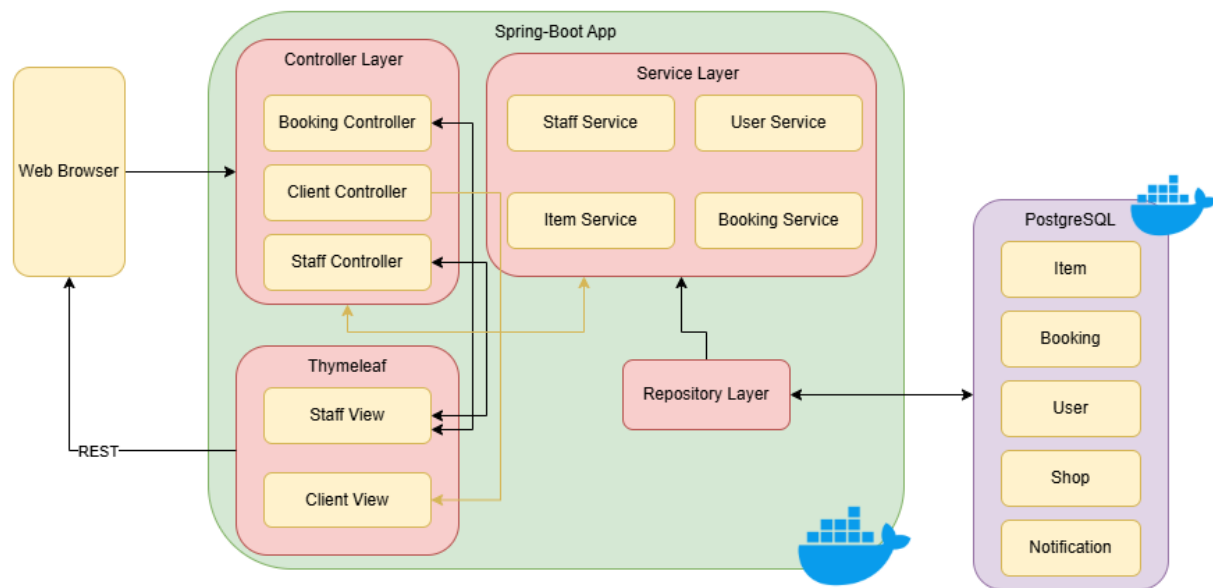 Spring-Boot App
Controller Layer
Booking Controller
Client Controller
Staff Controller
Service Layer
Staff Service
User Service
Item Service
Booking Service
Web Browser
Thymeleaf
Staff View
Client View
REST
Repository Layer
PostgreSQL
Item
Booking
User
Shop
Notification